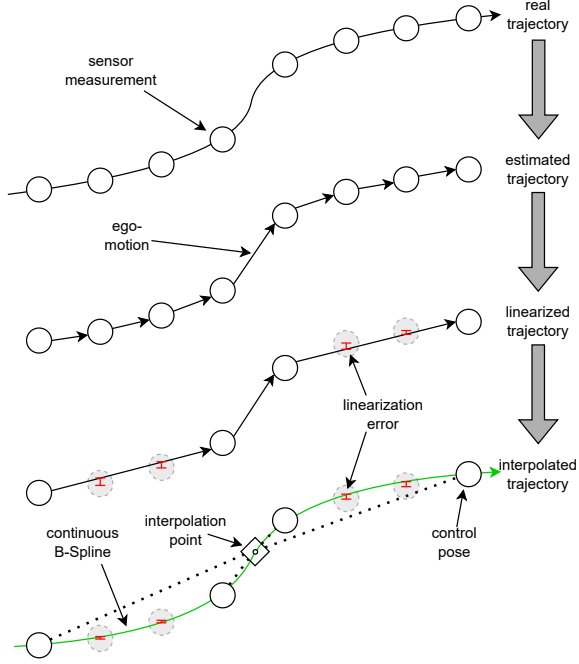 real
trajectory
sensor
measurement
estimated
trajectory
ego-
motion
linearized
trajectory
linearization
error
interpolated
trajectory
interpolation
point
continuous
B-Spline
control
pose